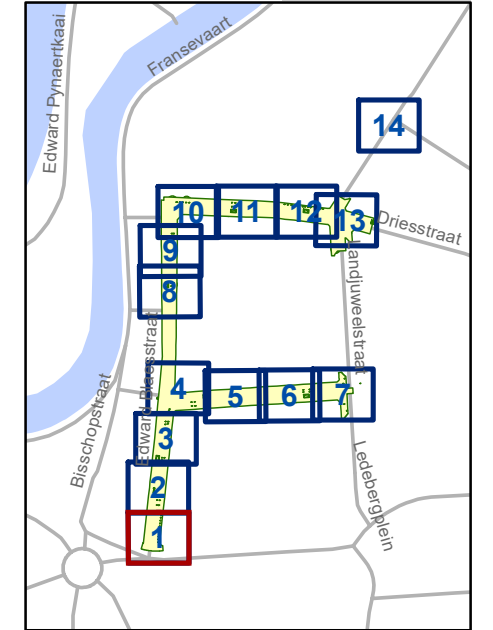 Edward Pynaertkaai
Fransevaart
14
10
11
12
13
Driesstraat
9
8
Landjuweelstraat
Edward Blaesstraat
Bisschopstraat
4
5
6
7
3
Ledebergplein
2
1